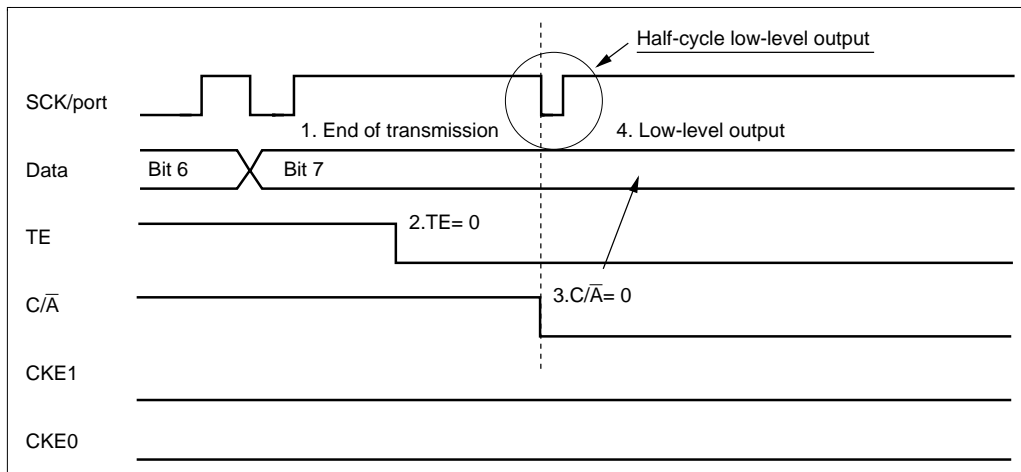 Half-cycle low-level output
SCK/port
1. End of transmission
4. Low-level output
Data
Bit 6
Bit 7
TE
2.TE= 0
C/A̅
3.C/A̅= 0
CKE1
CKE0